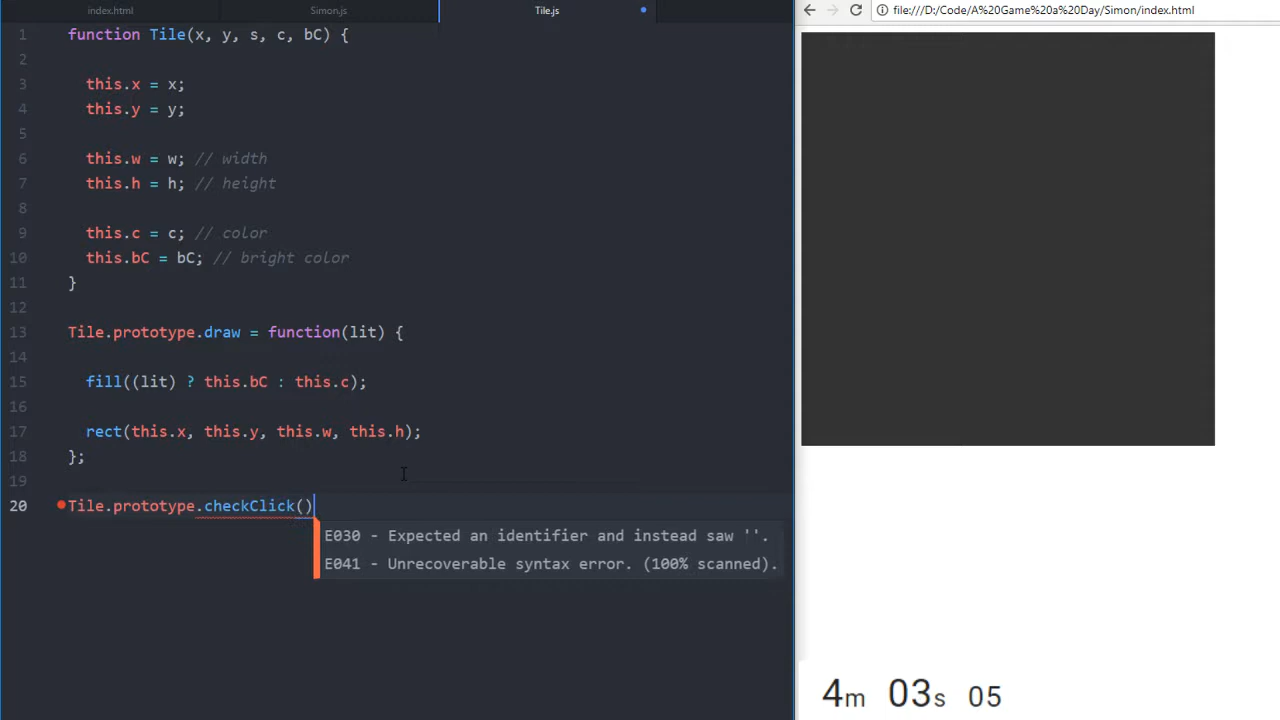 index.html Simon.js Tile.js
1 function Tile(x, y, s, c, bC) {
2
3 this.x = x;
4 this.y = y;
5
6 this.w = w; // width
7 this.h = h; // height
8
9 this.c = c; // color
10 this.bC = bC; // bright color
11 }
12
13 Tile.prototype.draw = function(lit) {
14
15 fill((lit) ? this.bC : this.c);
16
17 rect(this.x, this.y, this.w, this.h);
18 };
19
20 Tile.prototype.checkClick()
E030 - Expected an identifier and instead saw ''.
E041 - Unrecoverable syntax error. (100% scanned).
file:///D:/Code/A%20Game%20a%20Day/Simon/index.html
4m 03s 05